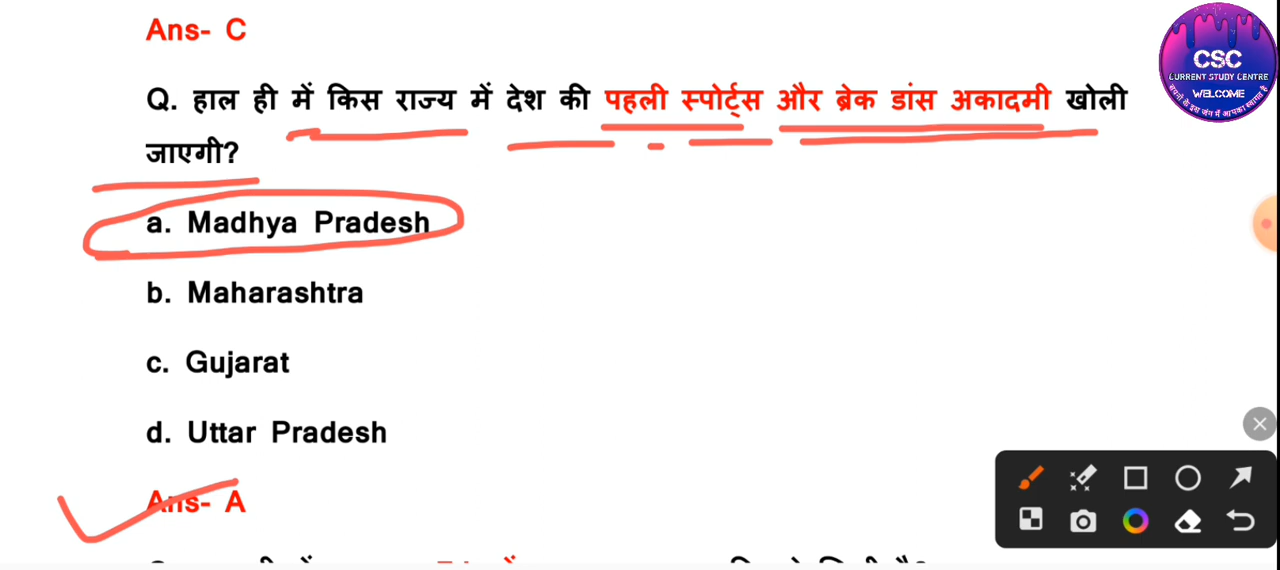 Ans- C
Q. हाल ही में किस राज्य में देश की पहली स्पोर्ट्स और ब्रेक डांस अकादमी खोली
जाएगी?
a. Madhya Pradesh
b. Maharashtra
c. Gujarat
d. Uttar Pradesh
Ans- A
CSC
CURRENT STUDY CENTRE
WELCOME